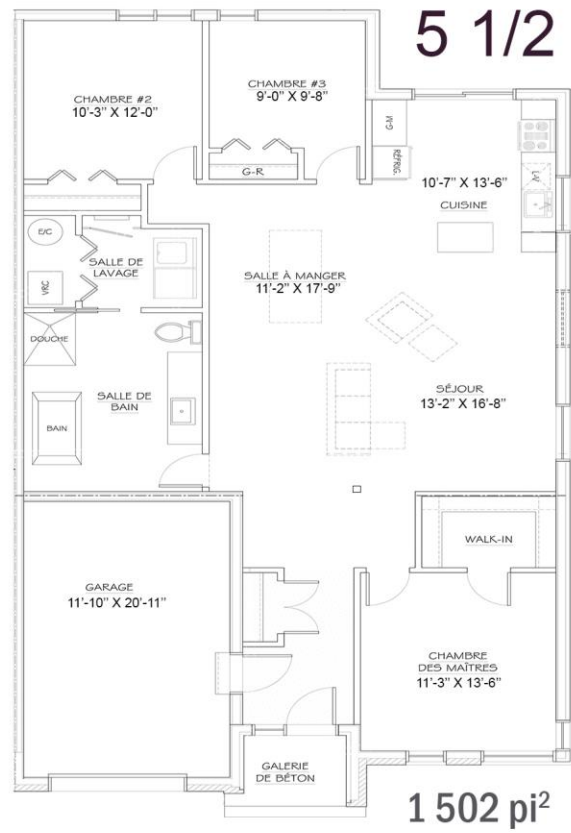 5 1/2
CHAMBRE #2
10'-3" X 12'-0"
CHAMBRE #3
9'-0" X 9'-8"
G-R
G-M
RÉFRIG.
LAV
10'-7" X 13'-6"
CUISINE
E/C
VRC
SALLE DE
LAVAGE
SALLE À MANGER
11'-2" X 17'-9"
DOUCHE
SALLE DE
BAIN
BAIN
SÉJOUR
13'-2" X 16'-8"
WALK-IN
GARAGE
11'-10" X 20'-11"
CHAMBRE
DES MAÎTRES
11'-3" X 13'-6"
GALERIE
DE BÉTON
1 502 pi²